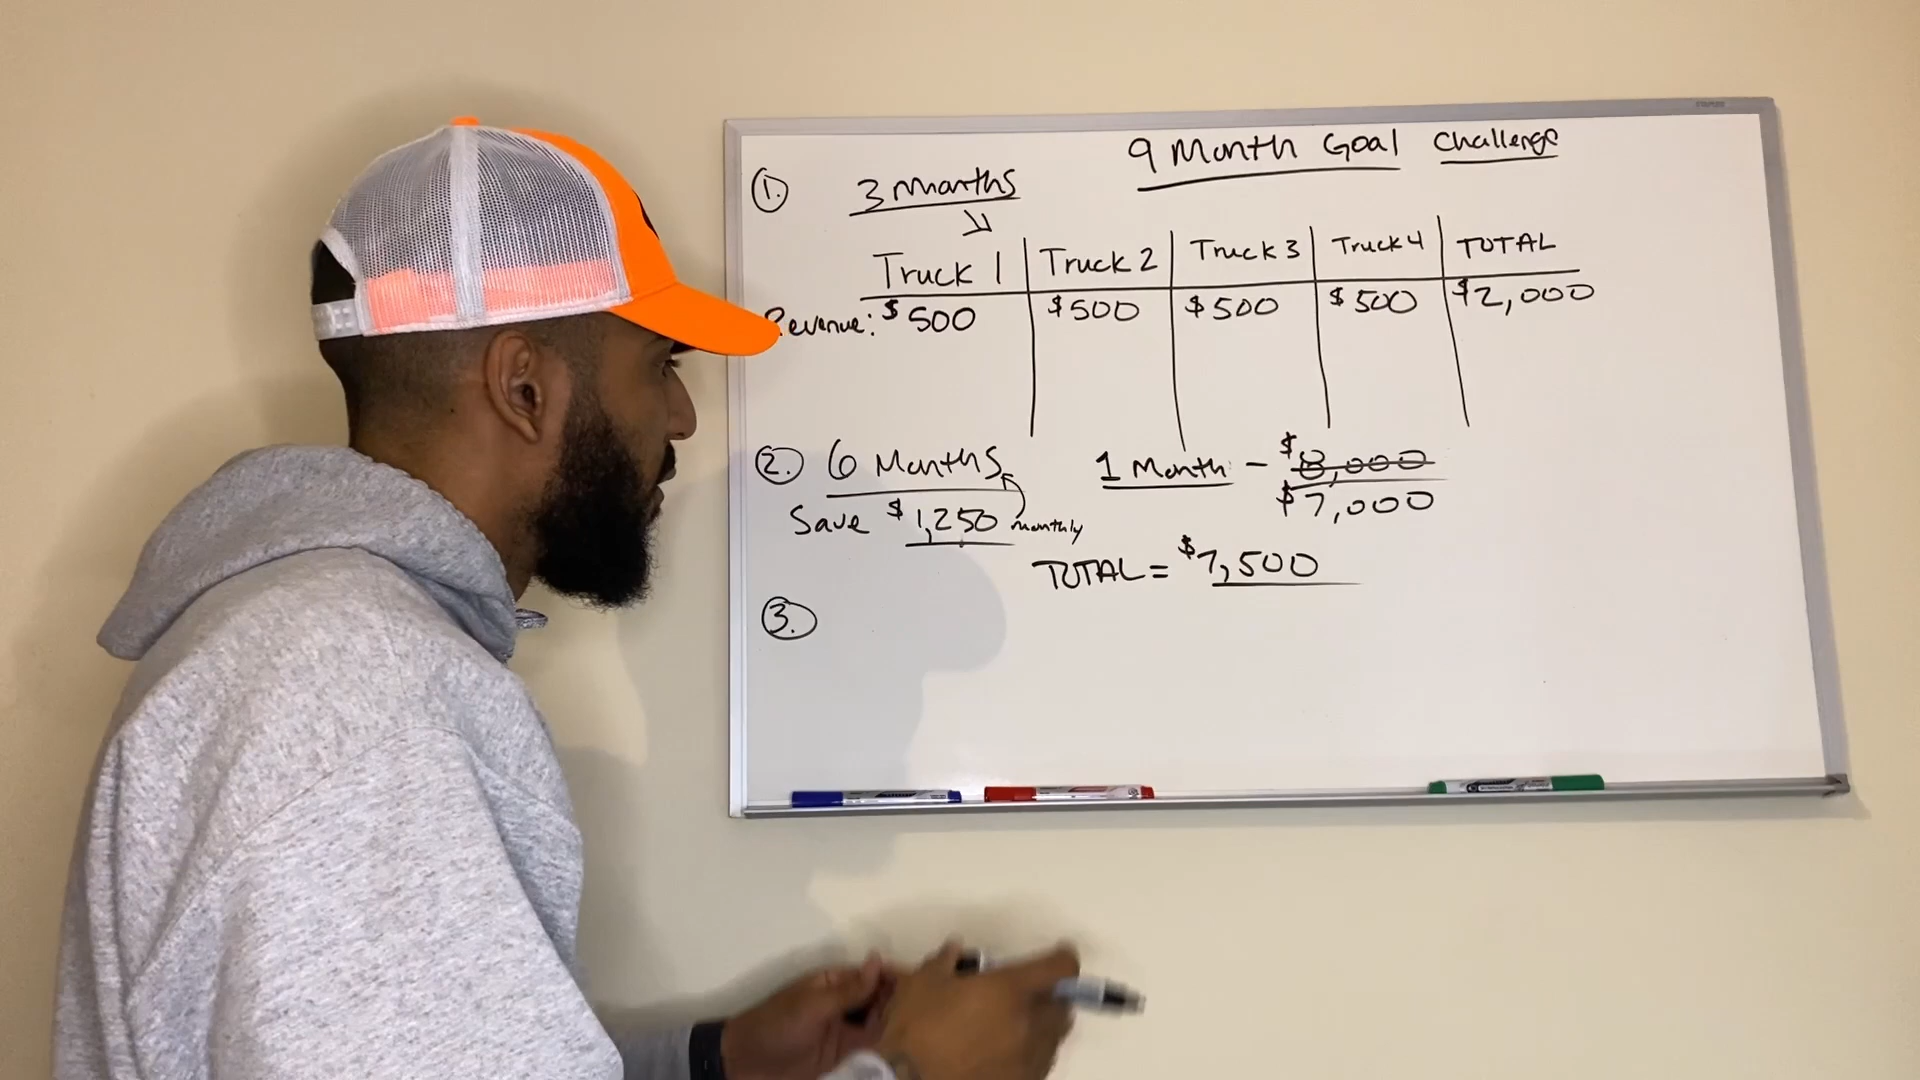 9 Month Goal Challenge
1. 3 Months
Truck 1 Truck 2 Truck 3 Truck 4 TOTAL
Revenue: $500 $500 $500 $500 $2,000
2. 6 Months 1 Month - $8,000
$7,000
Save $1,250 monthly
TOTAL = $7,500
3.